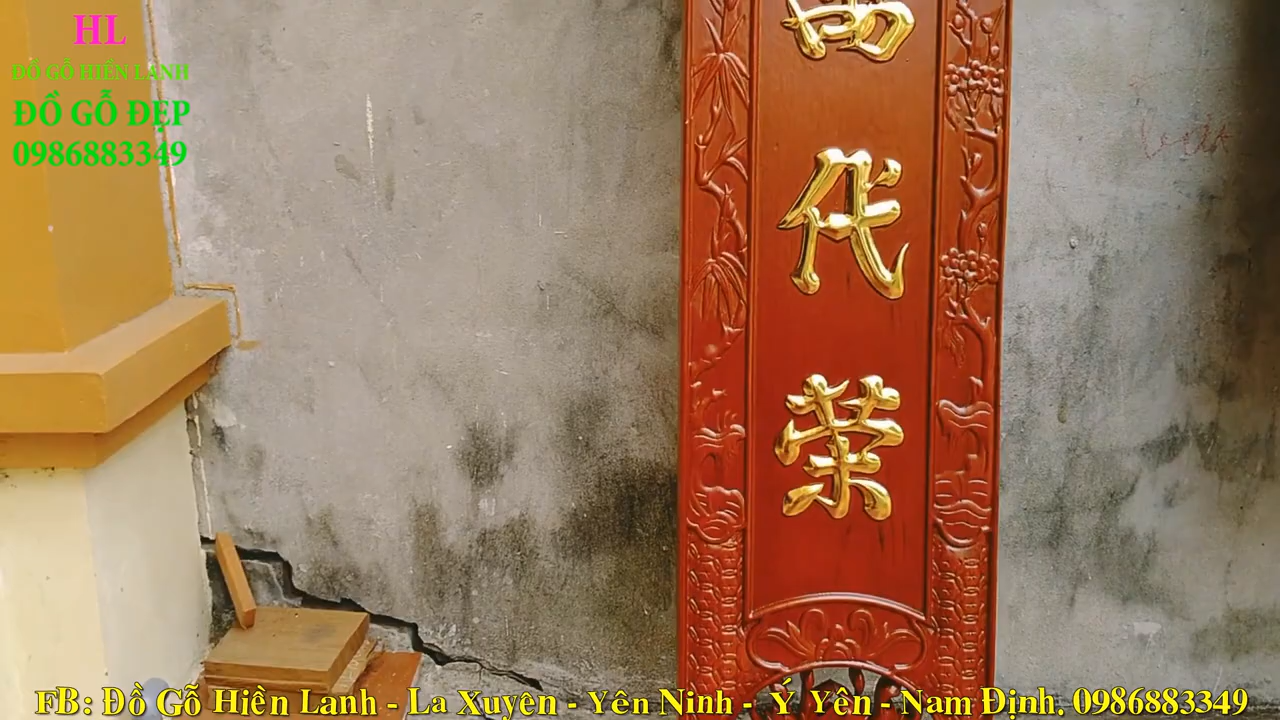 HL
ĐỒ GỖ HIỀN LANH
ĐỒ GỖ ĐẸP
0986883349
代
荣
FB: Đồ Gỗ Hiền Lanh - La Xuyên - Yên Ninh - Ý Yên - Nam Định. 0986883349